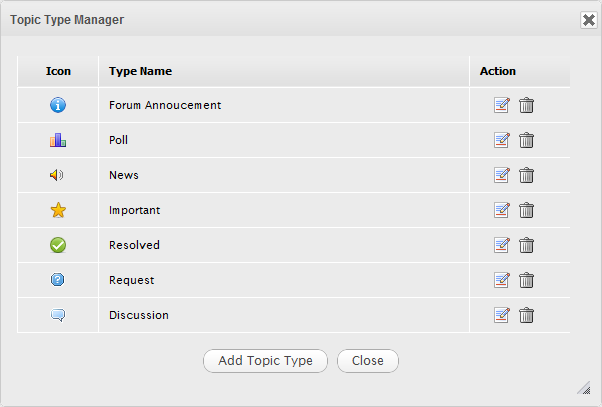 Topic Type Manager
Icon Type Name Action
Forum Annoucement
Poll
News
Important
Resolved
Request
Discussion
Add Topic Type Close